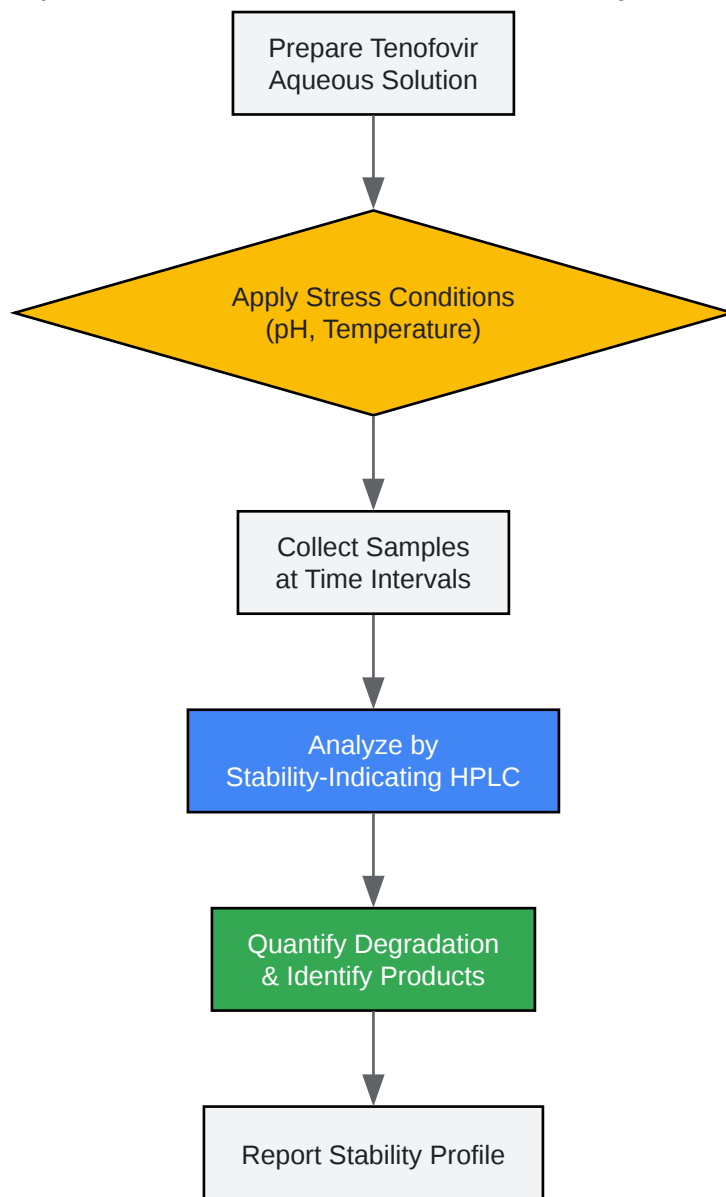 Prepare Tenofovir
Aqueous Solution
Apply Stress Conditions
(pH, Temperature)
Collect Samples
at Time Intervals
Analyze by
Stability-Indicating HPLC
Quantify Degradation
& Identify Products
Report Stability Profile